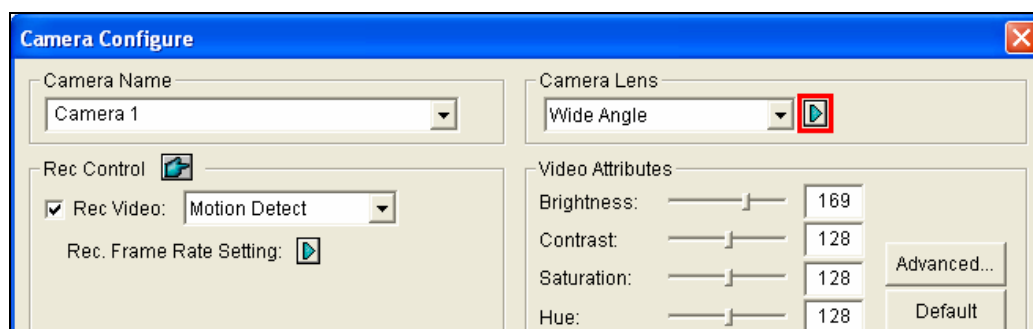 Camera Configure
Camera Name
Camera 1
Camera Lens
Wide Angle
Rec Control
Rec Video: Motion Detect
Rec. Frame Rate Setting:
Video Attributes
Brightness: 169
Contrast: 128
Saturation: 128
Hue: 128
Advanced...
Default